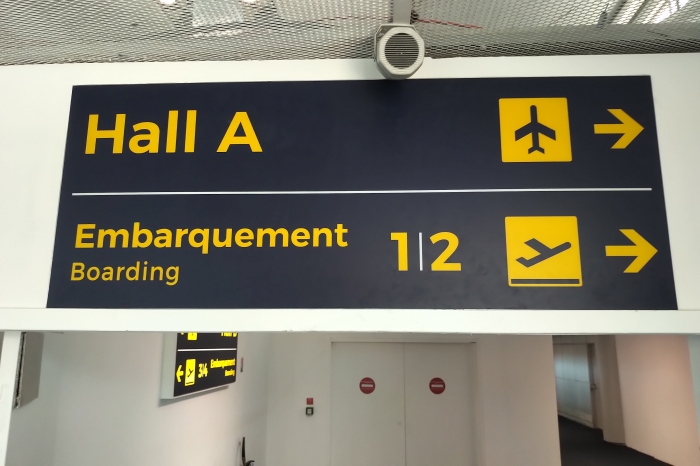 Hall A
Embarquement 1|2
Boarding
3|4 Embarquement
Boarding